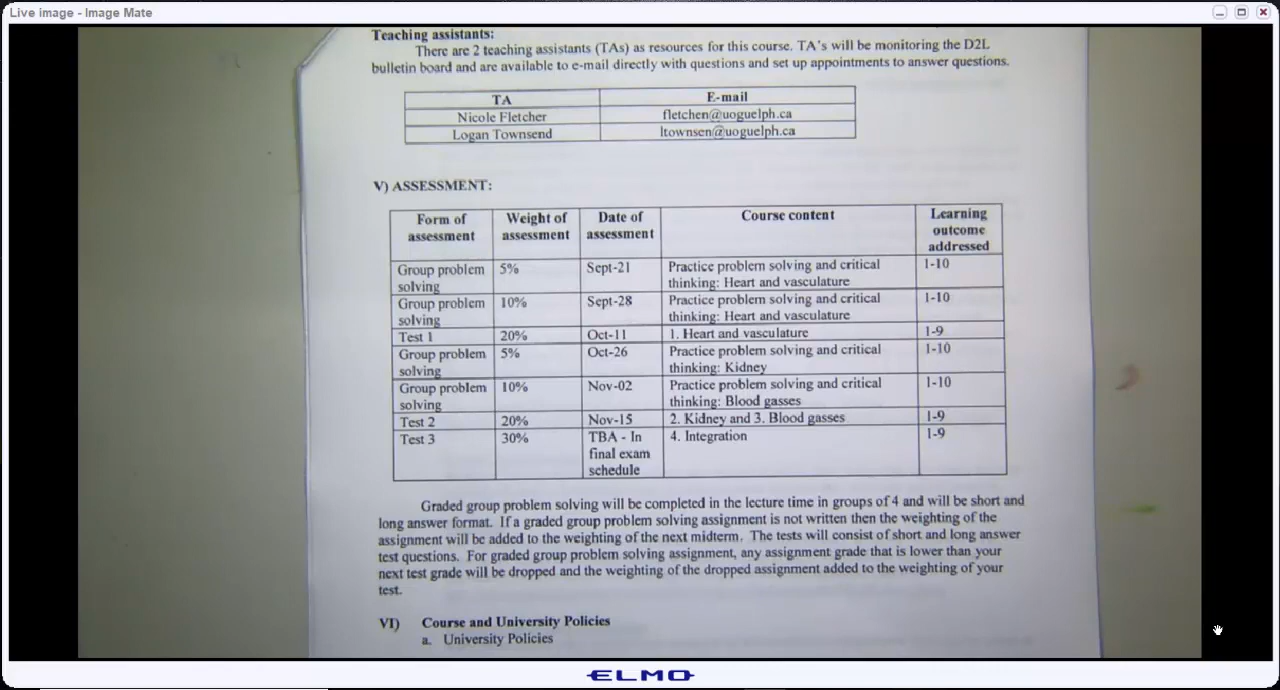 Live image - Image Mate
Teaching assistants:
There are 2 teaching assistants (TAs) as resources for this course. TA's will be monitoring the D2L
bulletin board and are available to e-mail directly with questions and set up appointments to answer questions.
TA E-mail
Nicole Fletcher fletchen@uoguelph.ca
Logan Townsend ltownsen@uoguelph.ca
V) ASSESSMENT:
Form of assessment Weight of assessment Date of assessment Course content Learning outcome addressed
Group problem solving 5% Sept-21 Practice problem solving and critical thinking: Heart and vasculature 1-10
Group problem solving 10% Sept-28 Practice problem solving and critical thinking: Heart and vasculature 1-10
Test 1 20% Oct-11 1. Heart and vasculature 1-9
Group problem solving 5% Oct-26 Practice problem solving and critical thinking: Kidney 1-10
Group problem solving 10% Nov-02 Practice problem solving and critical thinking: Blood gasses 1-10
Test 2 20% Nov-15 2. Kidney and 3. Blood gasses 1-9
Test 3 30% TBA - In final exam schedule 4. Integration 1-9
Graded group problem solving will be completed in the lecture time in groups of 4 and will be short and
long answer format. If a graded group problem solving assignment is not written then the weighting of the
assignment will be added to the weighting of the next midterm. The tests will consist of short and long answer
test questions. For graded group problem solving assignment, any assignment grade that is lower than your
next test grade will be dropped and the weighting of the dropped assignment added to the weighting of your
test.
VI) Course and University Policies
a. University Policies
ELMO